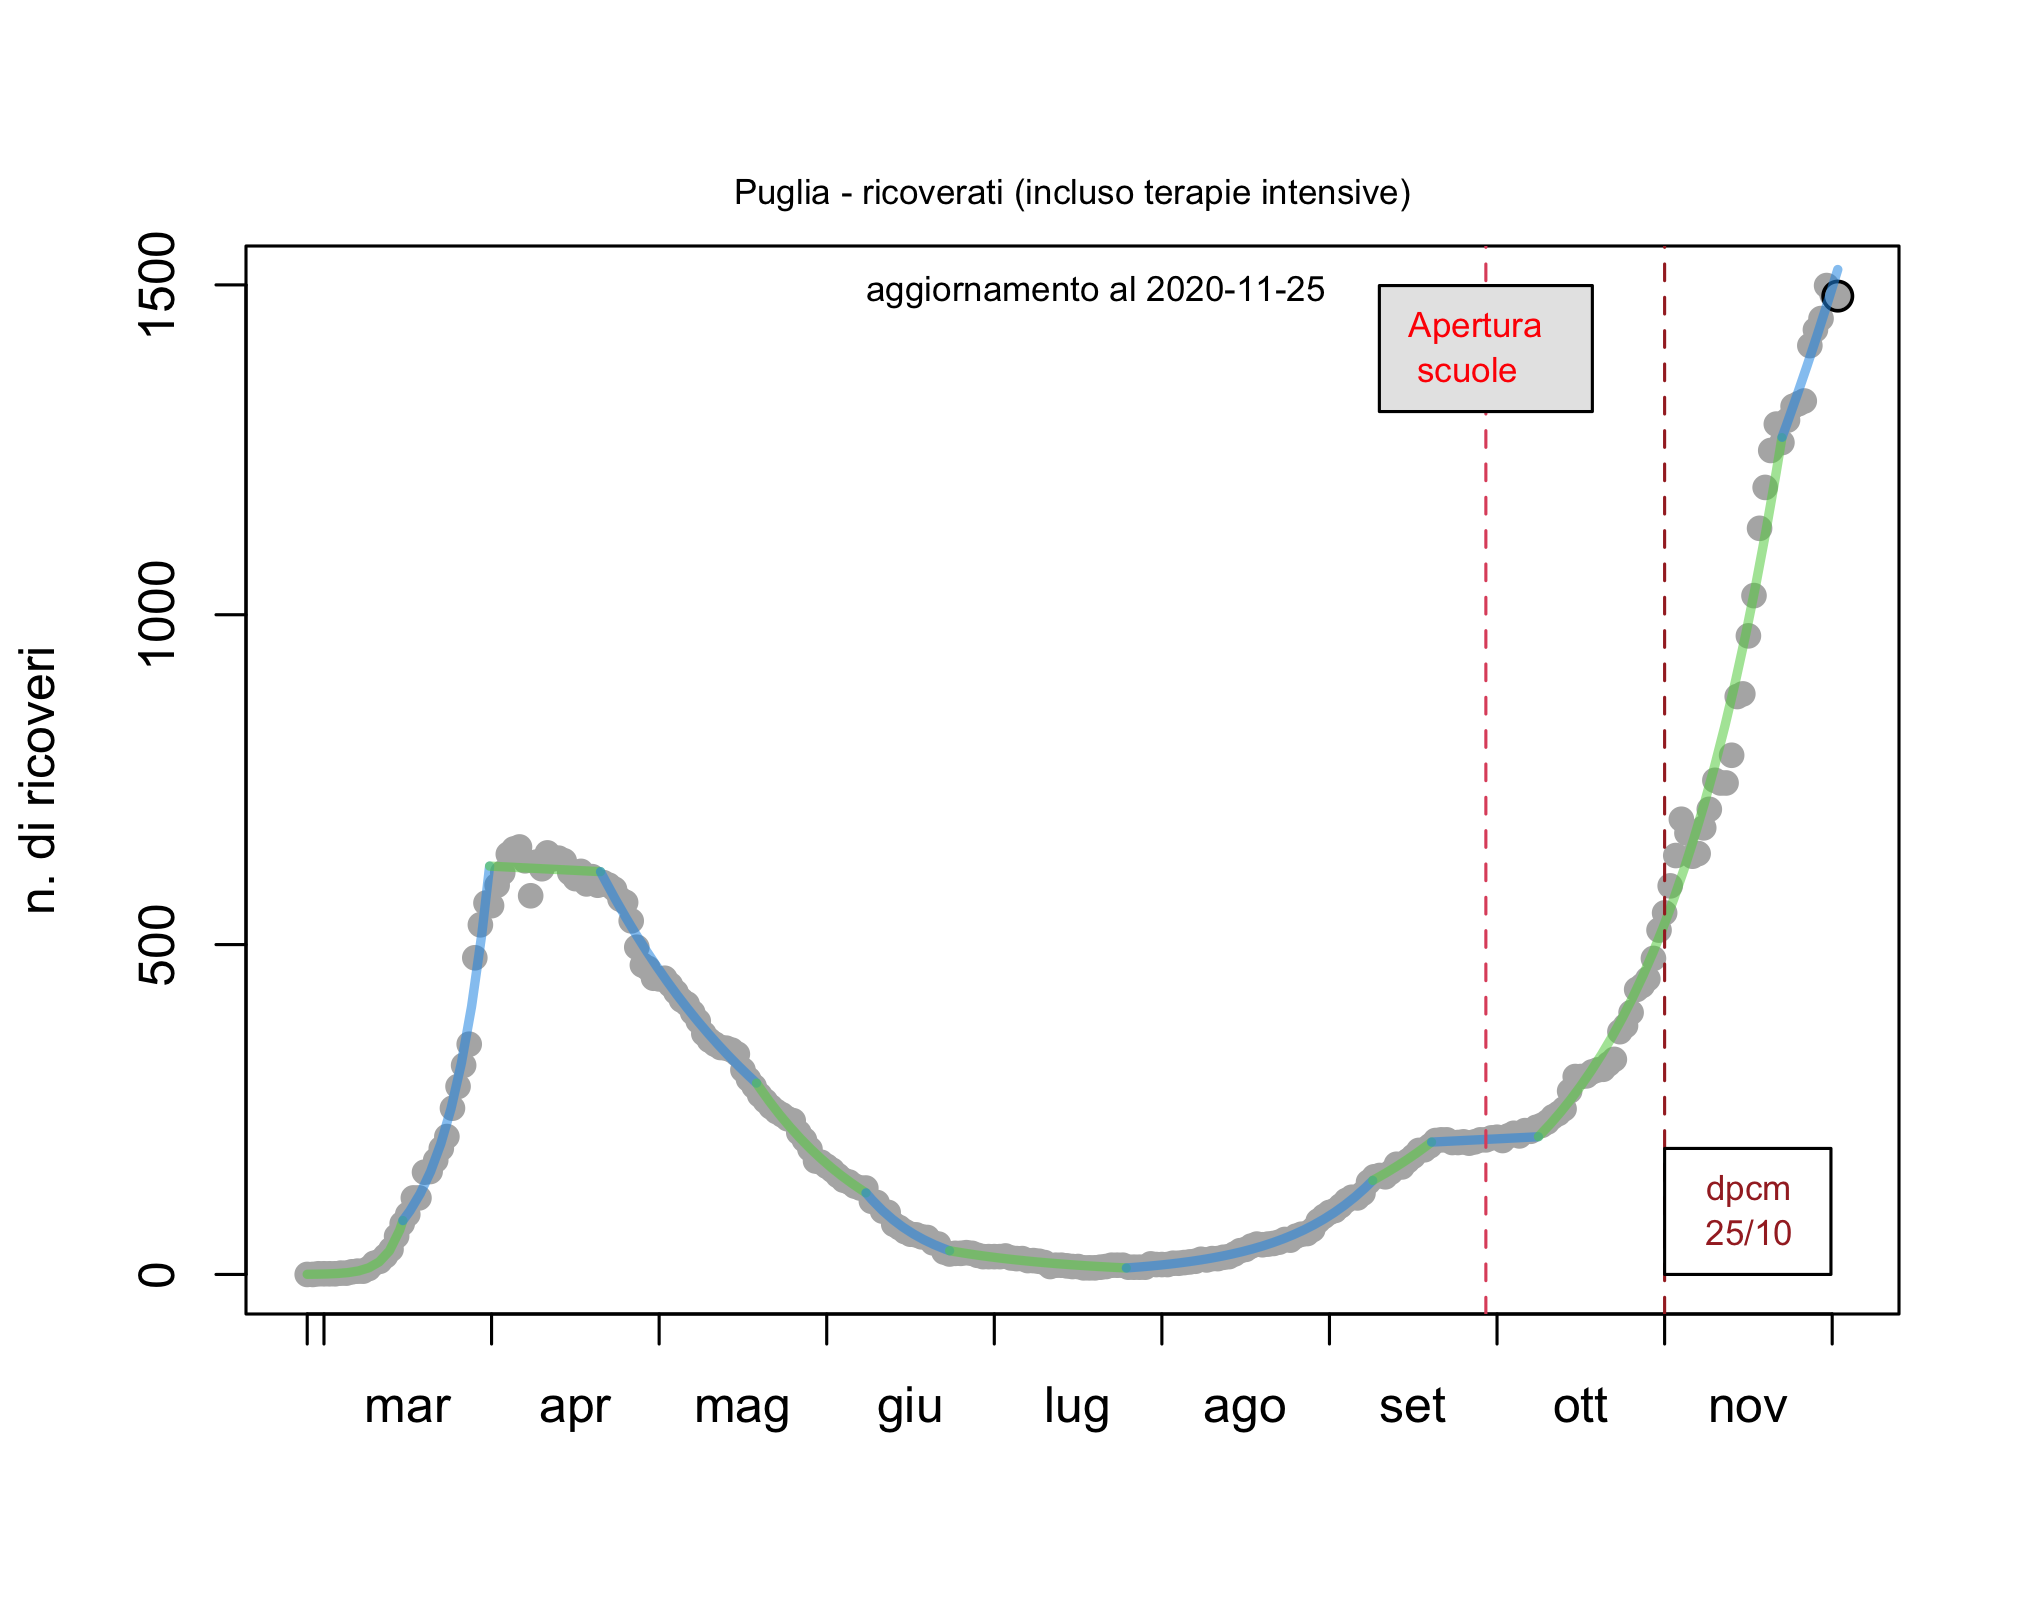 Puglia - ricoverati (incluso terapie intensive)
aggiornamento al 2020-11-25
Apertura
scuole
n. di ricoveri
1500
1000
500
0
dpcm
25/10
mar apr mag giu lug ago set ott nov